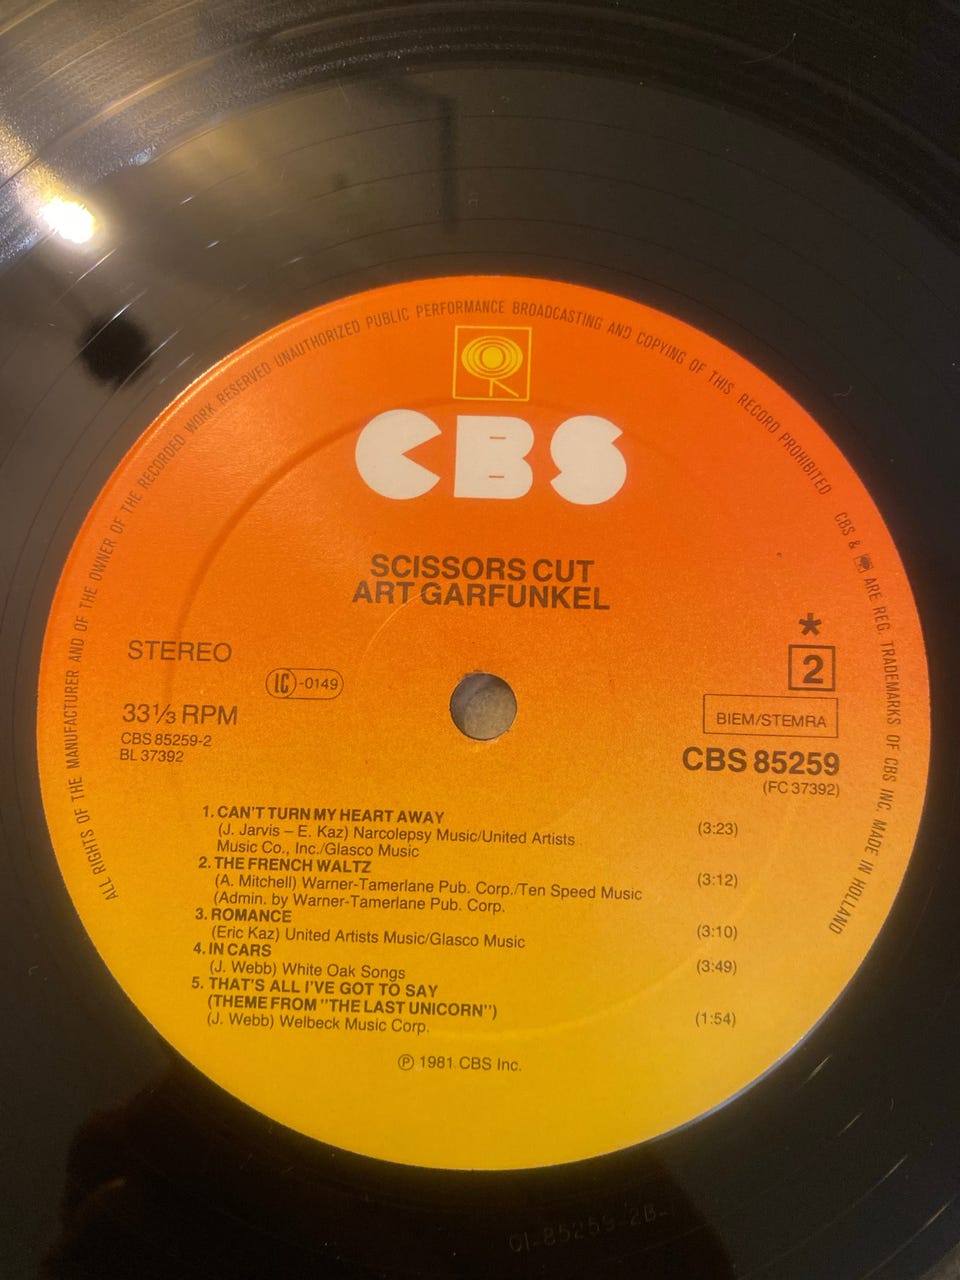 ALL RIGHTS OF THE MANUFACTURER AND OF THE OWNER OF THE RECORDED WORK RESERVED UNAUTHORIZED PUBLIC PERFORMANCE BROADCASTING AND COPYING OF THIS RECORD PROHIBITED CBS & ARE REG. TRADEMARKS OF CBS INC. MADE IN HOLLAND
CBS
SCISSORS CUT
ART GARFUNKEL
STEREO
LC-0149
33⅓ RPM
CBS 85259-2
BL 37392
*
2
BIEM/STEMRA
CBS 85259
(FC 37392)
1. CAN'T TURN MY HEART AWAY
(J. Jarvis – E. Kaz) Narcolepsy Music/United Artists (3:23)
Music Co., Inc./Glasco Music
2. THE FRENCH WALTZ
(A. Mitchell) Warner-Tamerlane Pub. Corp./Ten Speed Music (3:12)
(Admin. by Warner-Tamerlane Pub. Corp.
3. ROMANCE
(Eric Kaz) United Artists Music/Glasco Music (3:10)
4. IN CARS
(J. Webb) White Oak Songs (3:49)
5. THAT'S ALL I'VE GOT TO SAY
(THEME FROM "THE LAST UNICORN")
(J. Webb) Welbeck Music Corp. (1:54)
℗ 1981 CBS Inc.